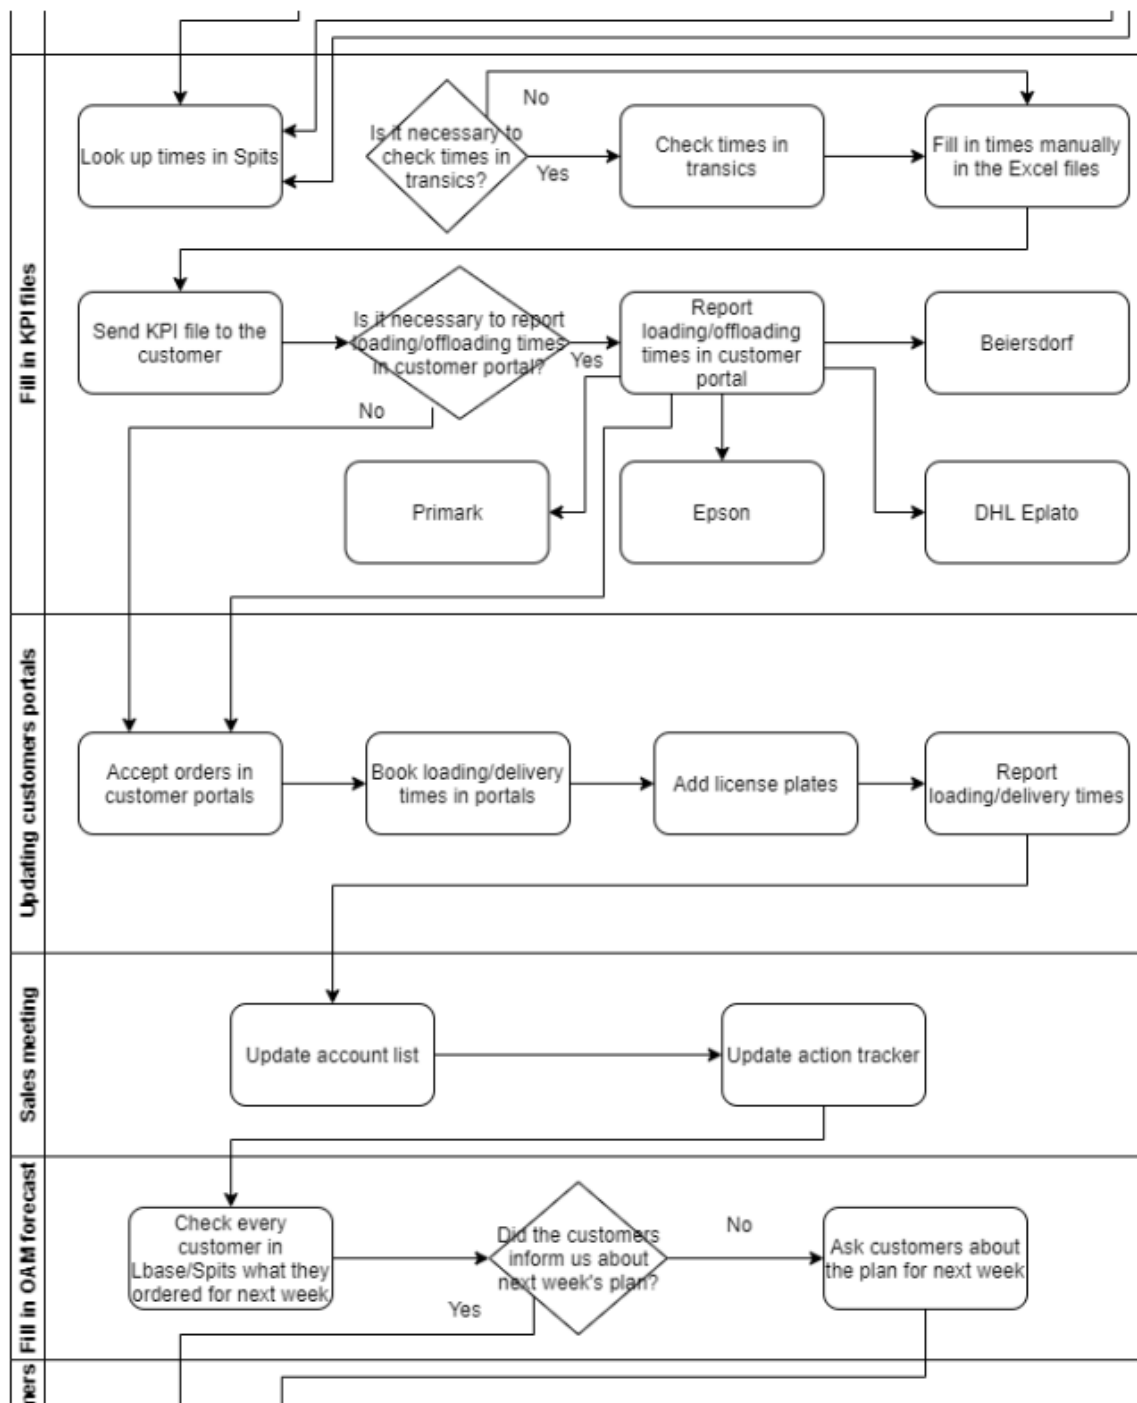 Fill in KPI files
Look up times in Spits
Is it necessary to
check times in
transics?
No
Yes
Check times in
transics
Fill in times manually
in the Excel files
Send KPI file to the
customer
Is it necessary to report
loading/offloading times
in customer portal?
Yes
No
Report
loading/offloading
times in customer
portal
Beiersdorf
Primark
Epson
DHL Eplato
Updating customers portals
Accept orders in
customer portals
Book loading/delivery
times in portals
Add license plates
Report
loading/delivery times
Sales meeting
Update account list
Update action tracker
Fill in OAM forecast
Check every
customer in
Lbase/Spits what they
ordered for next week
Did the customers
inform us about
next week's plan?
No
Yes
Ask customers about
the plan for next week